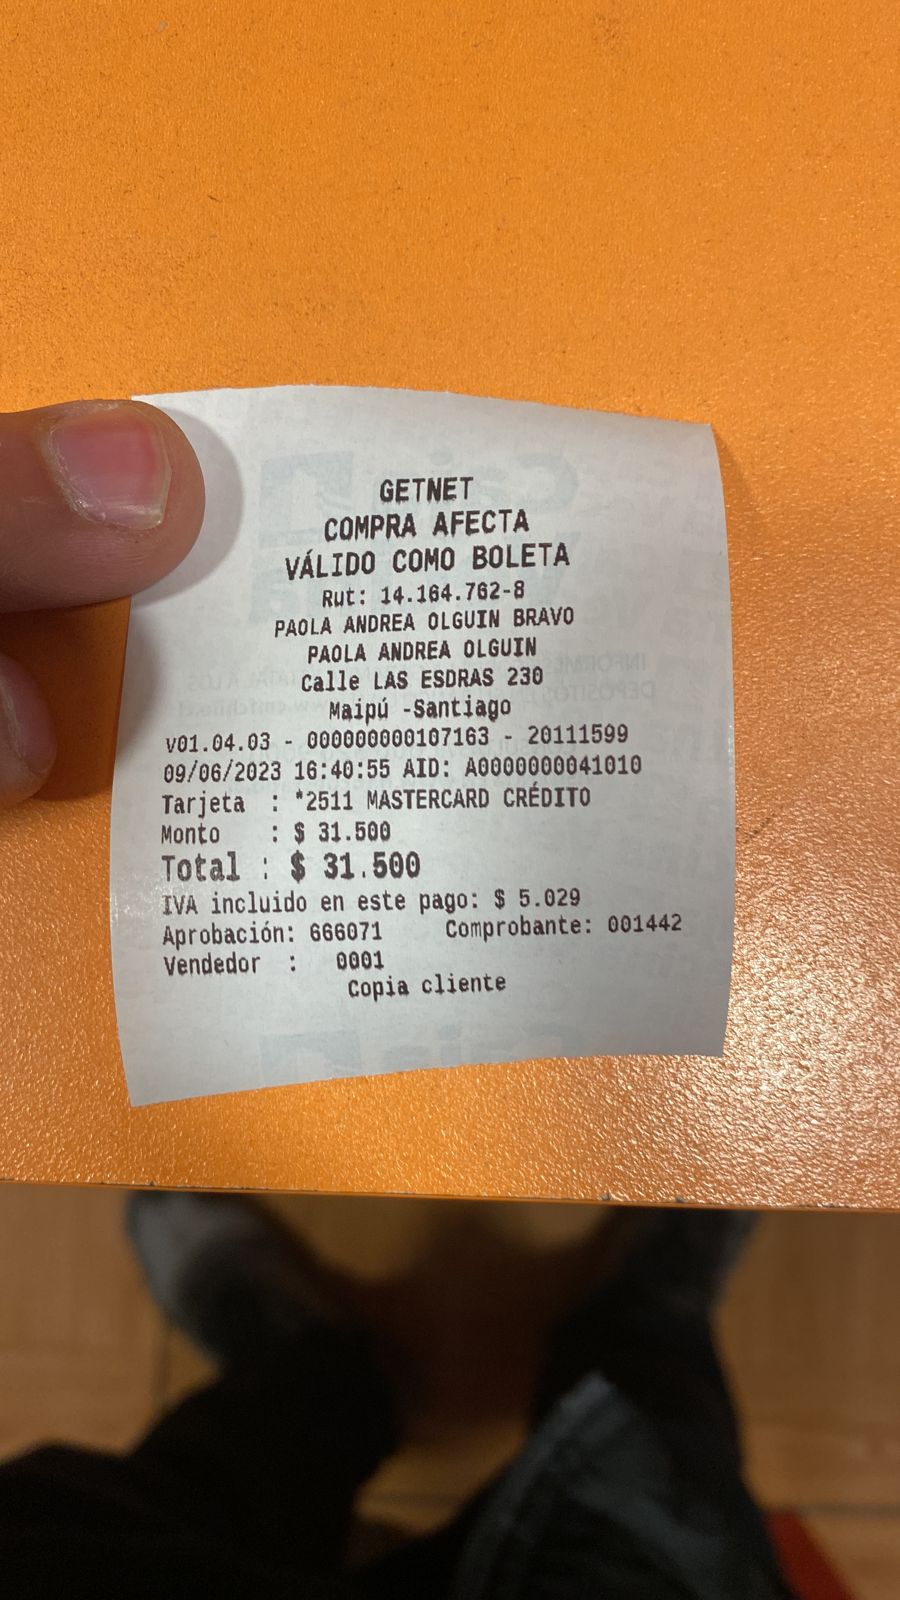 GETNET
COMPRA AFECTA
VÁLIDO COMO BOLETA
Rut: 14.164.762-8
PAOLA ANDREA OLGUIN BRAVO
PAOLA ANDREA OLGUIN
Calle LAS ESDRAS 230
Maipú -Santiago
v01.04.03 - 000000000107163 - 20111599
09/06/2023 16:40:55 AID: A0000000041010
Tarjeta : *2511 MASTERCARD CRÉDITO
Monto : $ 31.500
Total : $ 31.500
IVA incluido en este pago: $ 5.029
Aprobación: 666071 Comprobante: 001442
Vendedor : 0001
Copia cliente